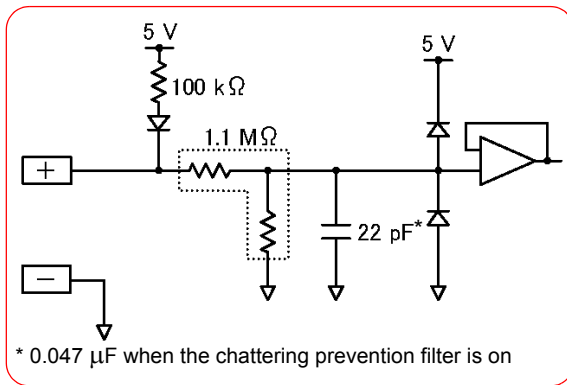 5 V
5 V
100 kΩ
1.1 MΩ
+
22 pF*
−
* 0.047 μF when the chattering prevention filter is on